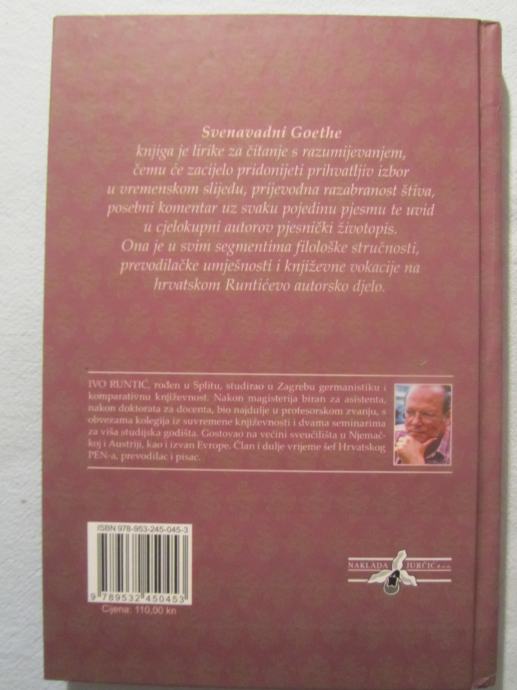 Svenavadni Goethe
knjiga je lirike za čitanje s razumijevanjem,
čemu će zacijelo pridonijeti prihvatljiv izbor
u vremenskom slijedu, prijevodna razabranost štiva,
posebni komentar uz svaku pojedinu pjesmu te uvid
u cjelokupni autorov pjesnički životopis.
Ona je u svim segmentima filološke stručnosti,
prevodilačke umješnosti i književne vokacije na
hrvatskom Runtićevo autorsko djelo.
IVO RUNTIĆ, rođen u Splitu, studirao u Zagrebu germanistiku i
komparativnu književnost. Nakon magisterija biran za asistenta,
nakon doktorata za docenta, bio najdulje u profesorskom zvanju, s
obvezama kolegija iz suvremene književnosti i dvama seminarima
za viša studijska godišta. Gostovao na većini sveučilišta u Njemač-
koj i Austriji, kao i izvan Evrope. Član i dulje vrijeme šef Hrvatskog
PEN-a, prevodilac i pisac.
ISBN 978-953-245-045-3
9 789532 450453
Cijena: 110,00 kn
NAKLADA JURČIĆ d.o.o.